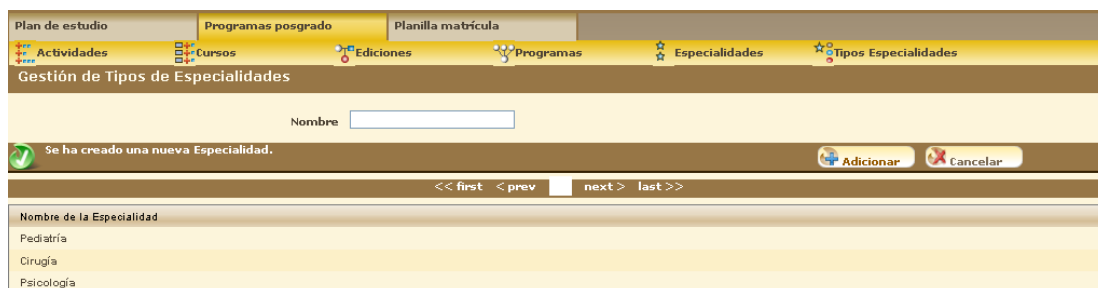 Plan de estudio Programas posgrado Planilla matrícula
Actividades Cursos Ediciones Programas Especialidades Tipos Especialidades
Gestión de Tipos de Especialidades
Nombre
Se ha creado una nueva Especialidad. Adicionar Cancelar
<< first < prev next > last >>
Nombre de la Especialidad
Pediatría
Cirugía
Psicología